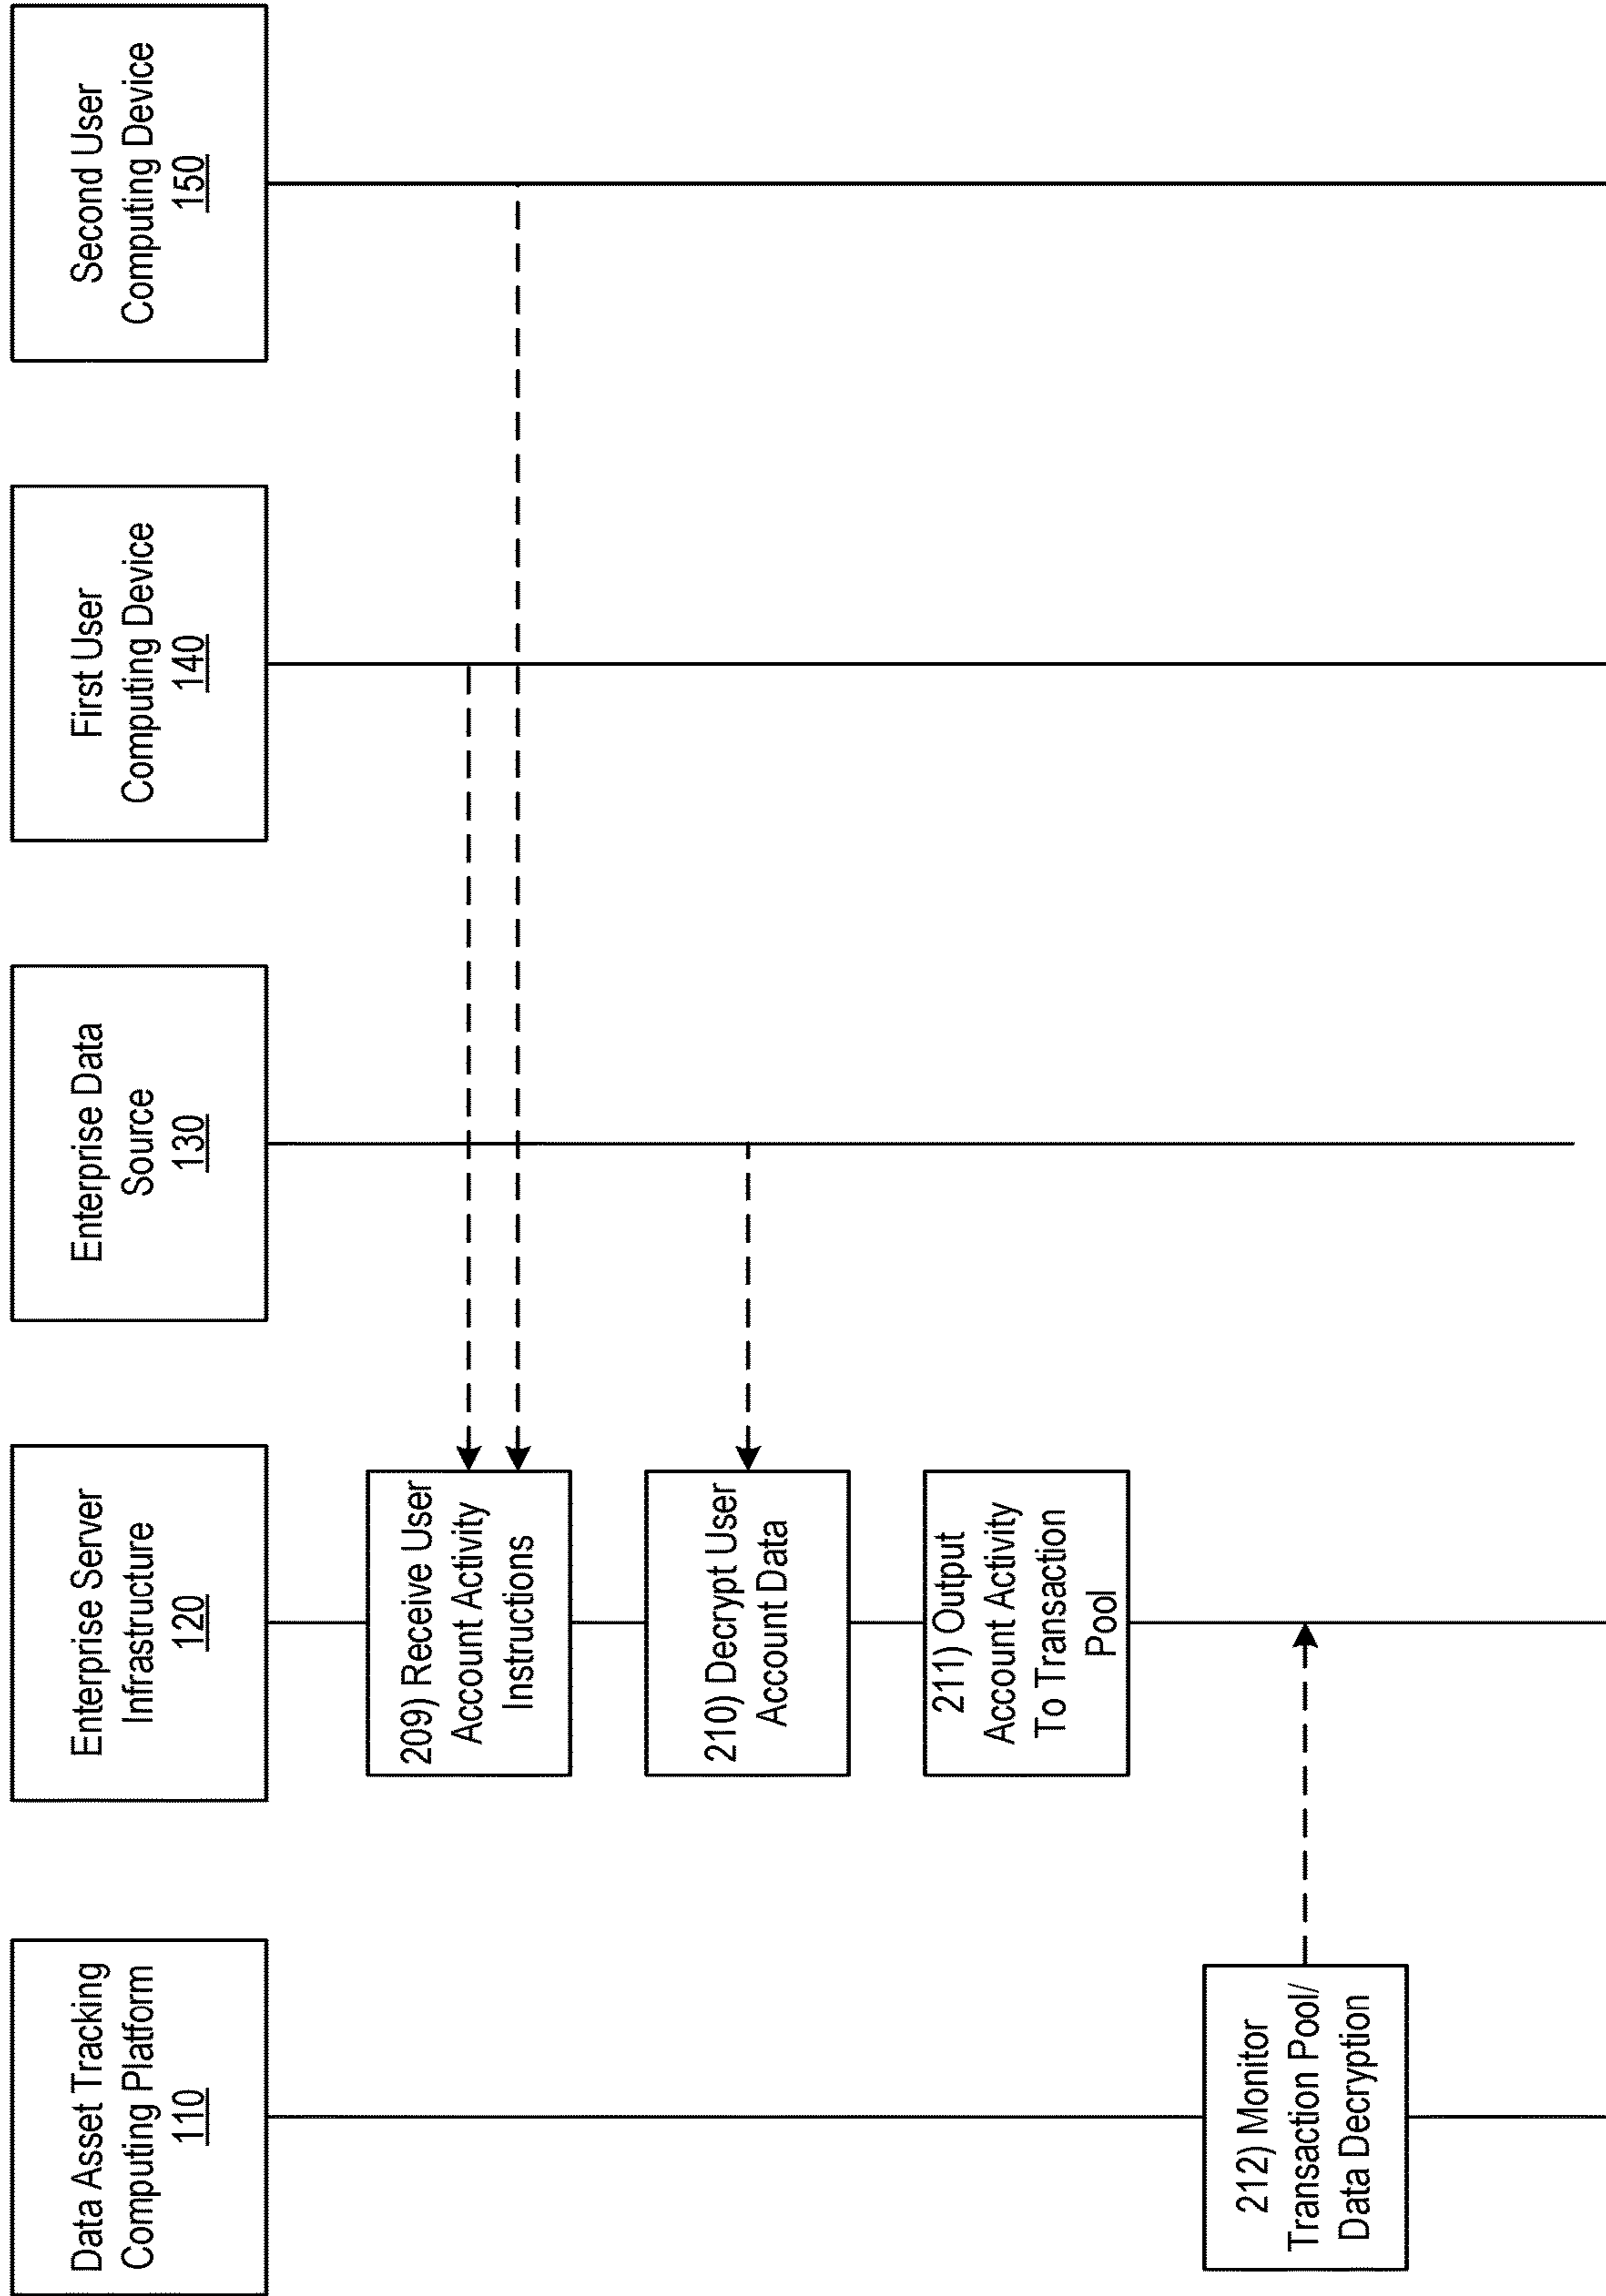 Data Asset Tracking
Computing Platform
110
Enterprise Server
Infrastructure
120
Enterprise Data
Source
130
First User
Computing Device
140
Second User
Computing Device
150
209) Receive User
Account Activity
Instructions
210) Decrypt User
Account Data
211) Output
Account Activity
To Transaction
Pool
212) Monitor
Transaction Pool/
Data Decryption